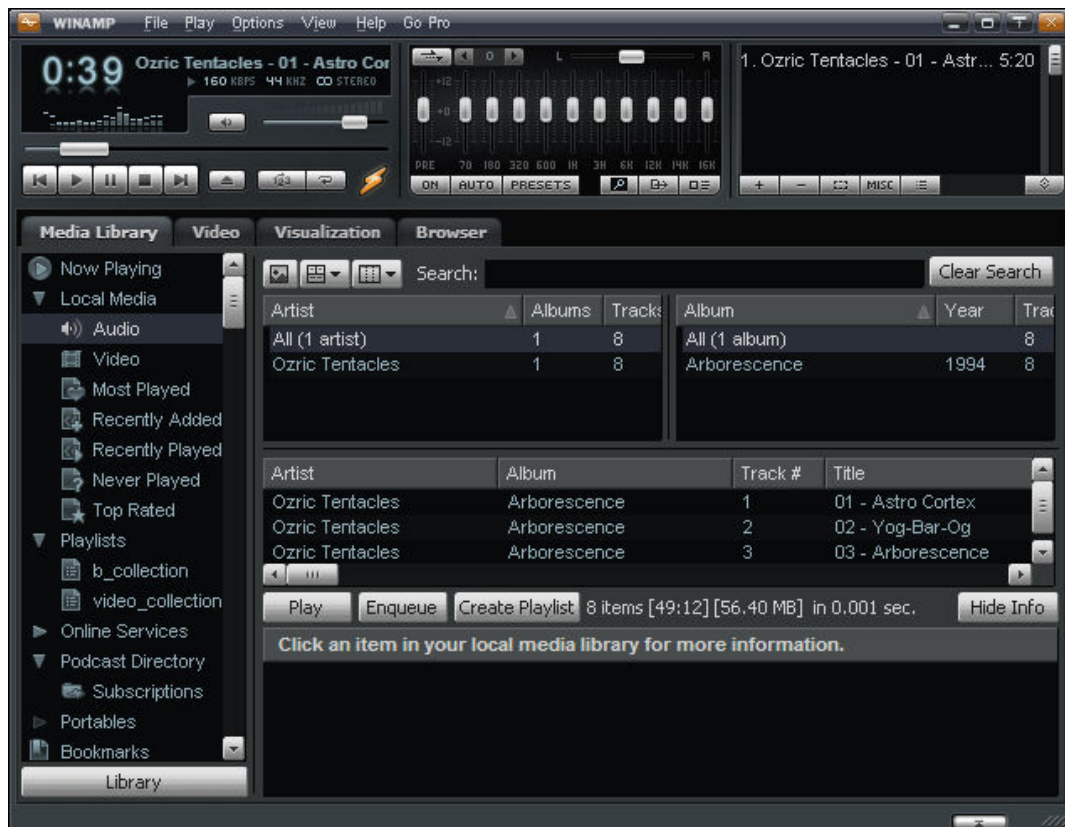 WINAMP File Play Options View Help Go Pro
0:39 Ozric Tentacles - 01 - Astro Cor
160 KBPS 44 KHZ STEREO
0 L R
+12
+0
-12
PRE 70 180 320 600 1K 3K 6K 12K 14K 16K
ON AUTO PRESETS
1. Ozric Tentacles - 01 - Astr... 5:20
+ - MISC
Media Library Video Visualization Browser
Now Playing
Local Media
Audio
Video
Most Played
Recently Added
Recently Played
Never Played
Top Rated
Playlists
b_collection
video_collection
Online Services
Podcast Directory
Subscriptions
Portables
Bookmarks
Library
Search: Clear Search
Artist Albums Tracks
All (1 artist) 1 8
Ozric Tentacles 1 8
Album Year Trac
All (1 album) 8
Arborescence 1994 8
Artist Album Track # Title
Ozric Tentacles Arborescence 1 01 - Astro Cortex
Ozric Tentacles Arborescence 2 02 - Yog-Bar-Og
Ozric Tentacles Arborescence 3 03 - Arborescence
Play Enqueue Create Playlist 8 items [49:12] [56.40 MB] in 0.001 sec. Hide Info
Click an item in your local media library for more information.